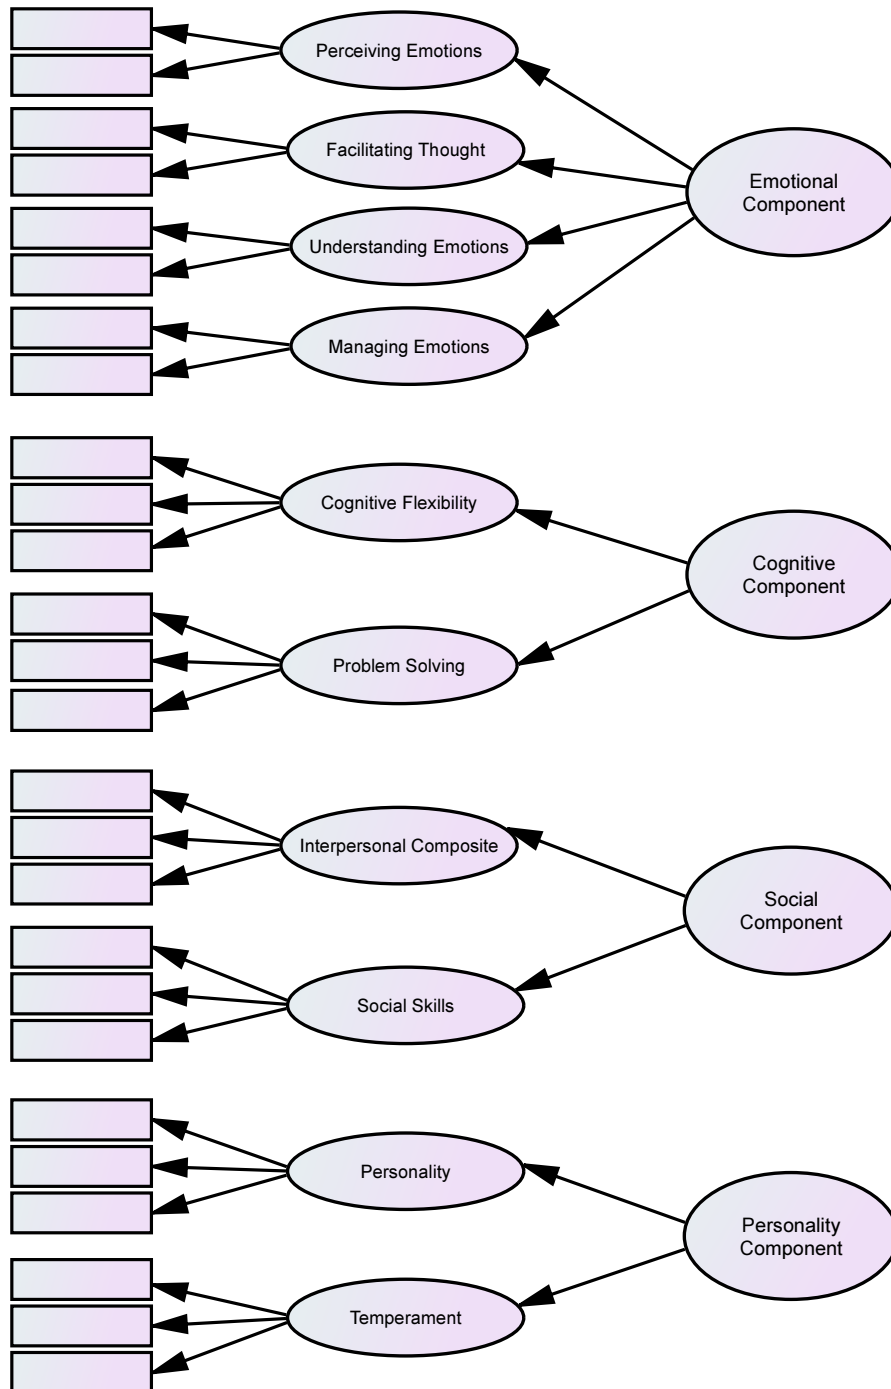 Perceiving Emotions
Facilitating Thought
Emotional
Component
Understanding Emotions
Managing Emotions
Cognitive Flexibility
Cognitive
Component
Problem Solving
Interpersonal Composite
Social
Component
Social Skills
Personality
Personality
Component
Temperament